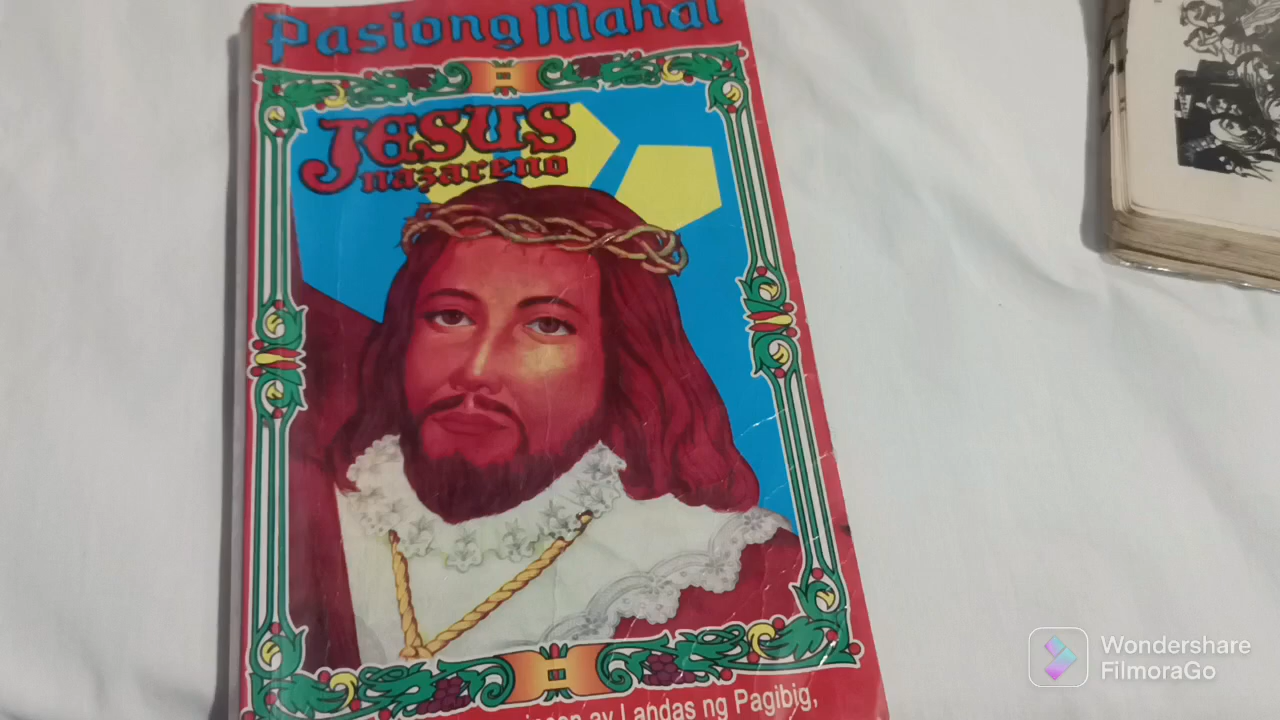 Pasiong Mahal
JESUS
nazareno
ay Landas ng Pagibig,
Wondershare
FilmoraGo